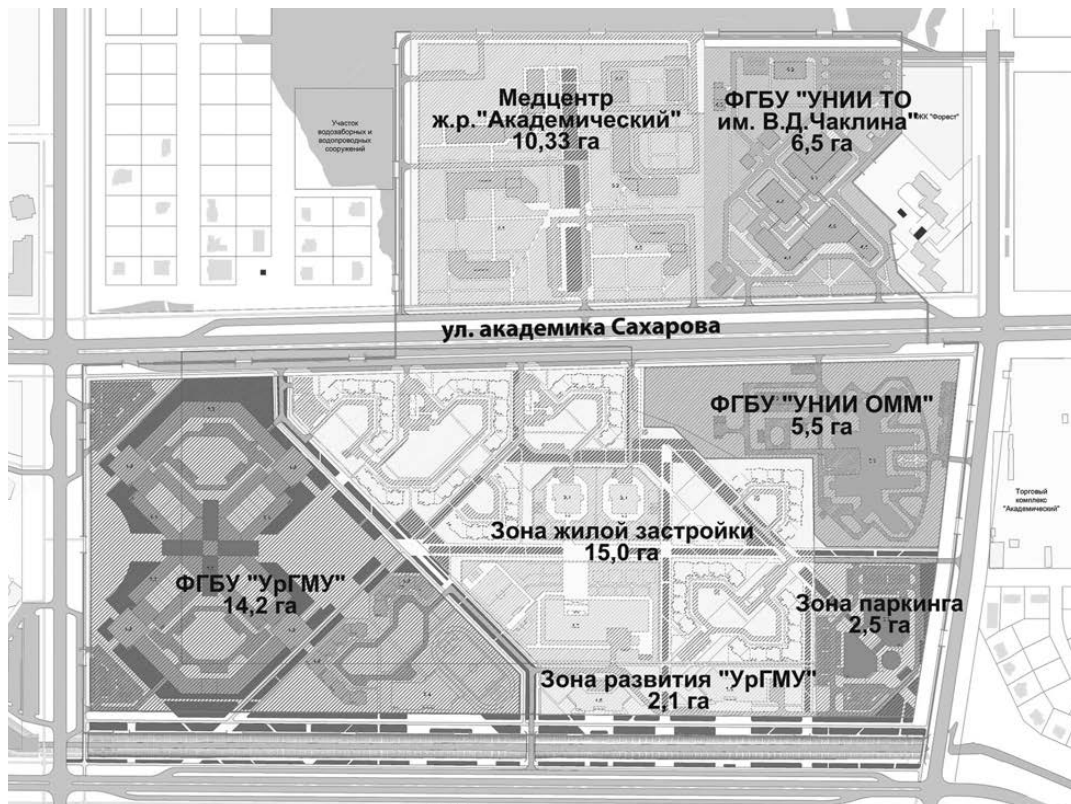 Медцентр
ж.р."Академический"
10,33 га
ФГБУ "УНИИ ТО
им. В.Д.Чаклина"
6,5 га
ЖК "Форест"
Участок
водозаборных и
водопроводных
сооружений
ул. академика Сахарова
ФГБУ "УНИИ ОММ"
5,5 га
Торговый
комплекс
"Академический"
Зона жилой застройки
15,0 га
ФГБУ "УрГМУ"
14,2 га
Зона паркинга
2,5 га
Зона развития "УрГМУ"
2,1 га